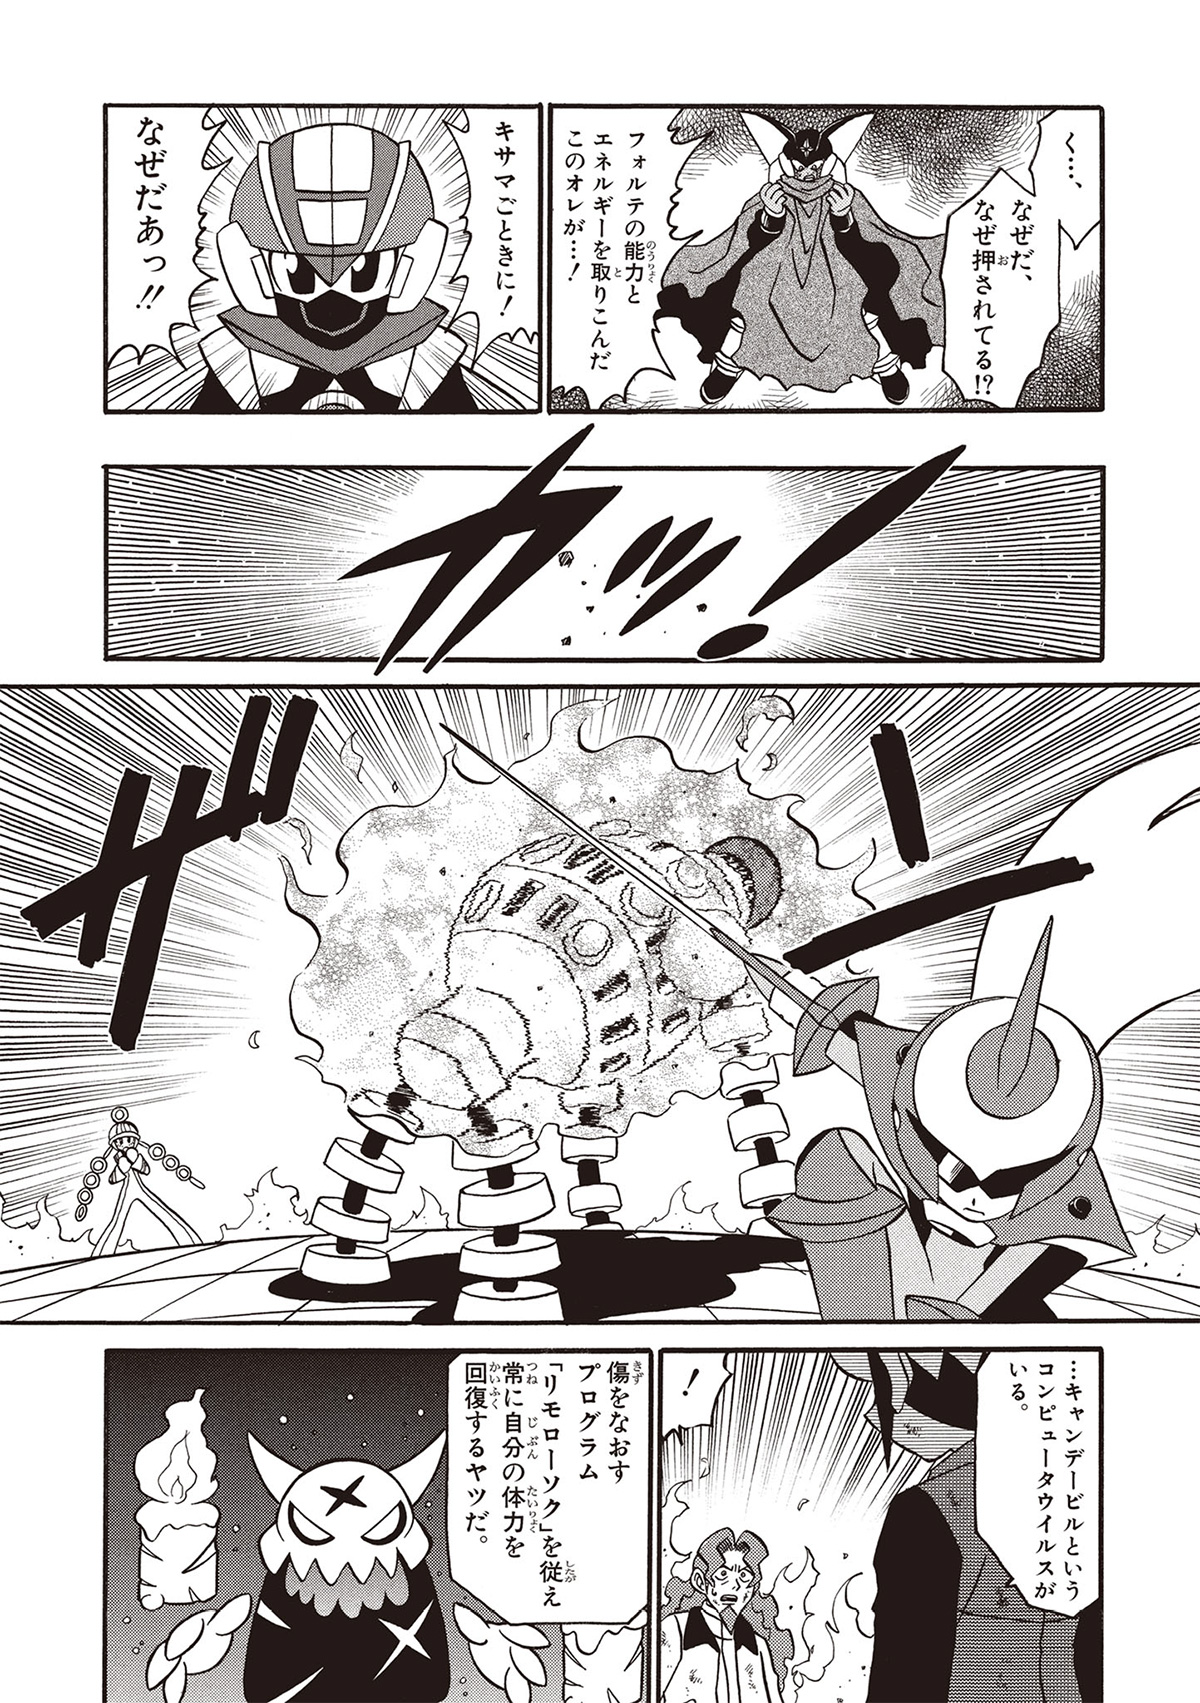 く…、
なぜだ、
なぜ押されてる!?
フォルテの能力と
エネルギーを取りこんだ
このオレが…!
キサマごときに!
なぜだあっ!!
カッ!
…キャンデービルという
コンピュータウイルスが
いる。
!
傷をなおす
プログラム
「リモローソク」を従え
常に自分の体力を
回復するヤツだ。